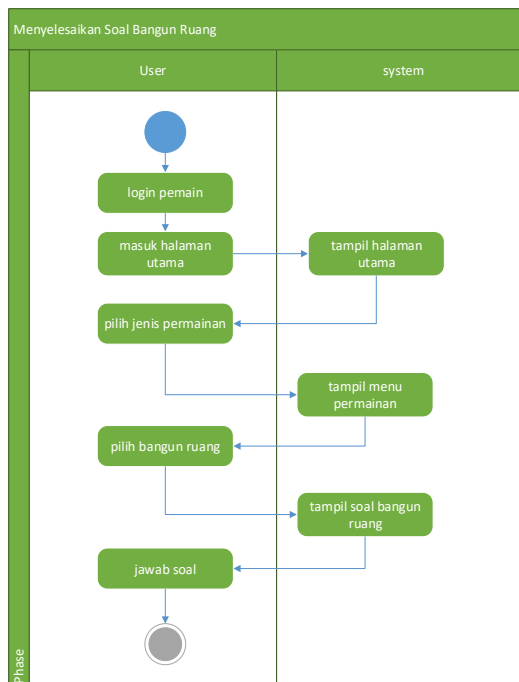 Menyelesaikan Soal Bangun Ruang
User
system
login pemain
masuk halaman
utama
tampil halaman
utama
pilih jenis permainan
tampil menu
permainan
pilih bangun ruang
tampil soal bangun
ruang
jawab soal
Phase